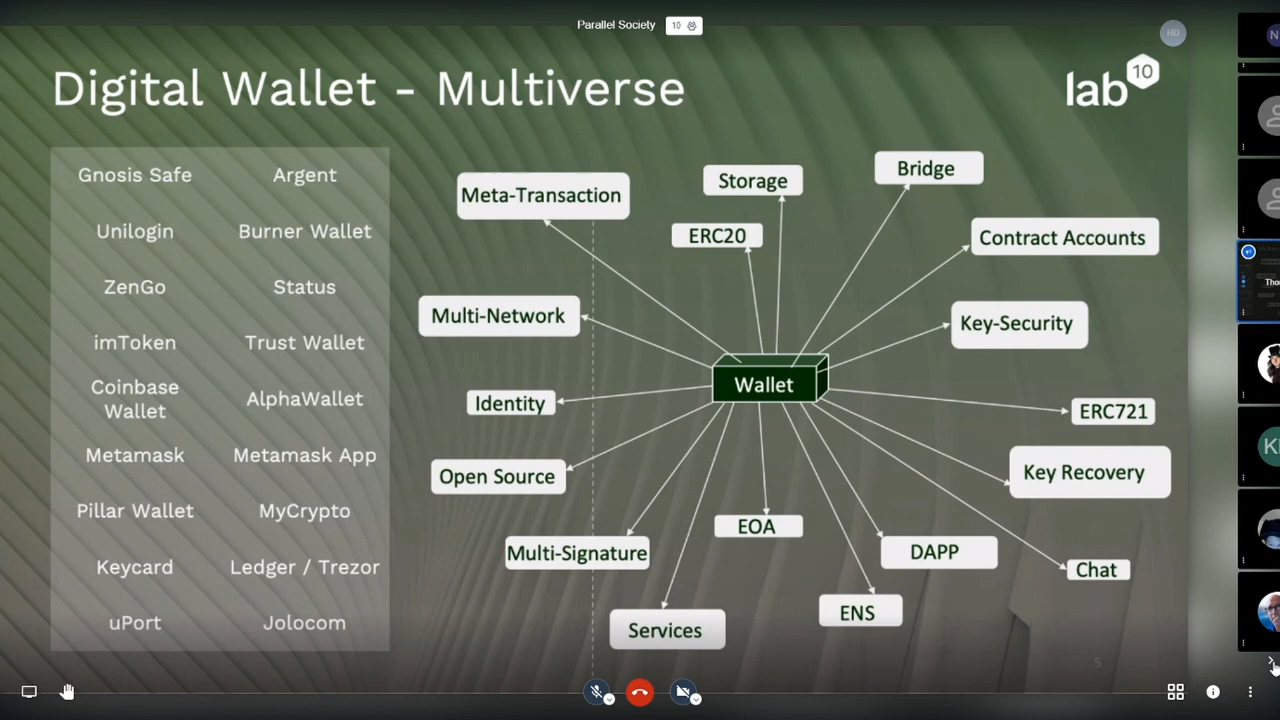 Parallel Society
10
HD
N
Digital Wallet - Multiverse
lab10
Gnosis Safe
Argent
Unilogin
Burner Wallet
ZenGo
Status
imToken
Trust Wallet
Coinbase
Wallet
AlphaWallet
Metamask
Metamask App
Pillar Wallet
MyCrypto
Keycard
Ledger / Trezor
uPort
Jolocom
Meta-Transaction
Storage
Bridge
ERC20
Contract Accounts
Multi-Network
Key-Security
Wallet
Identity
ERC721
Open Source
Key Recovery
EOA
Multi-Signature
DAPP
Chat
ENS
Services
5